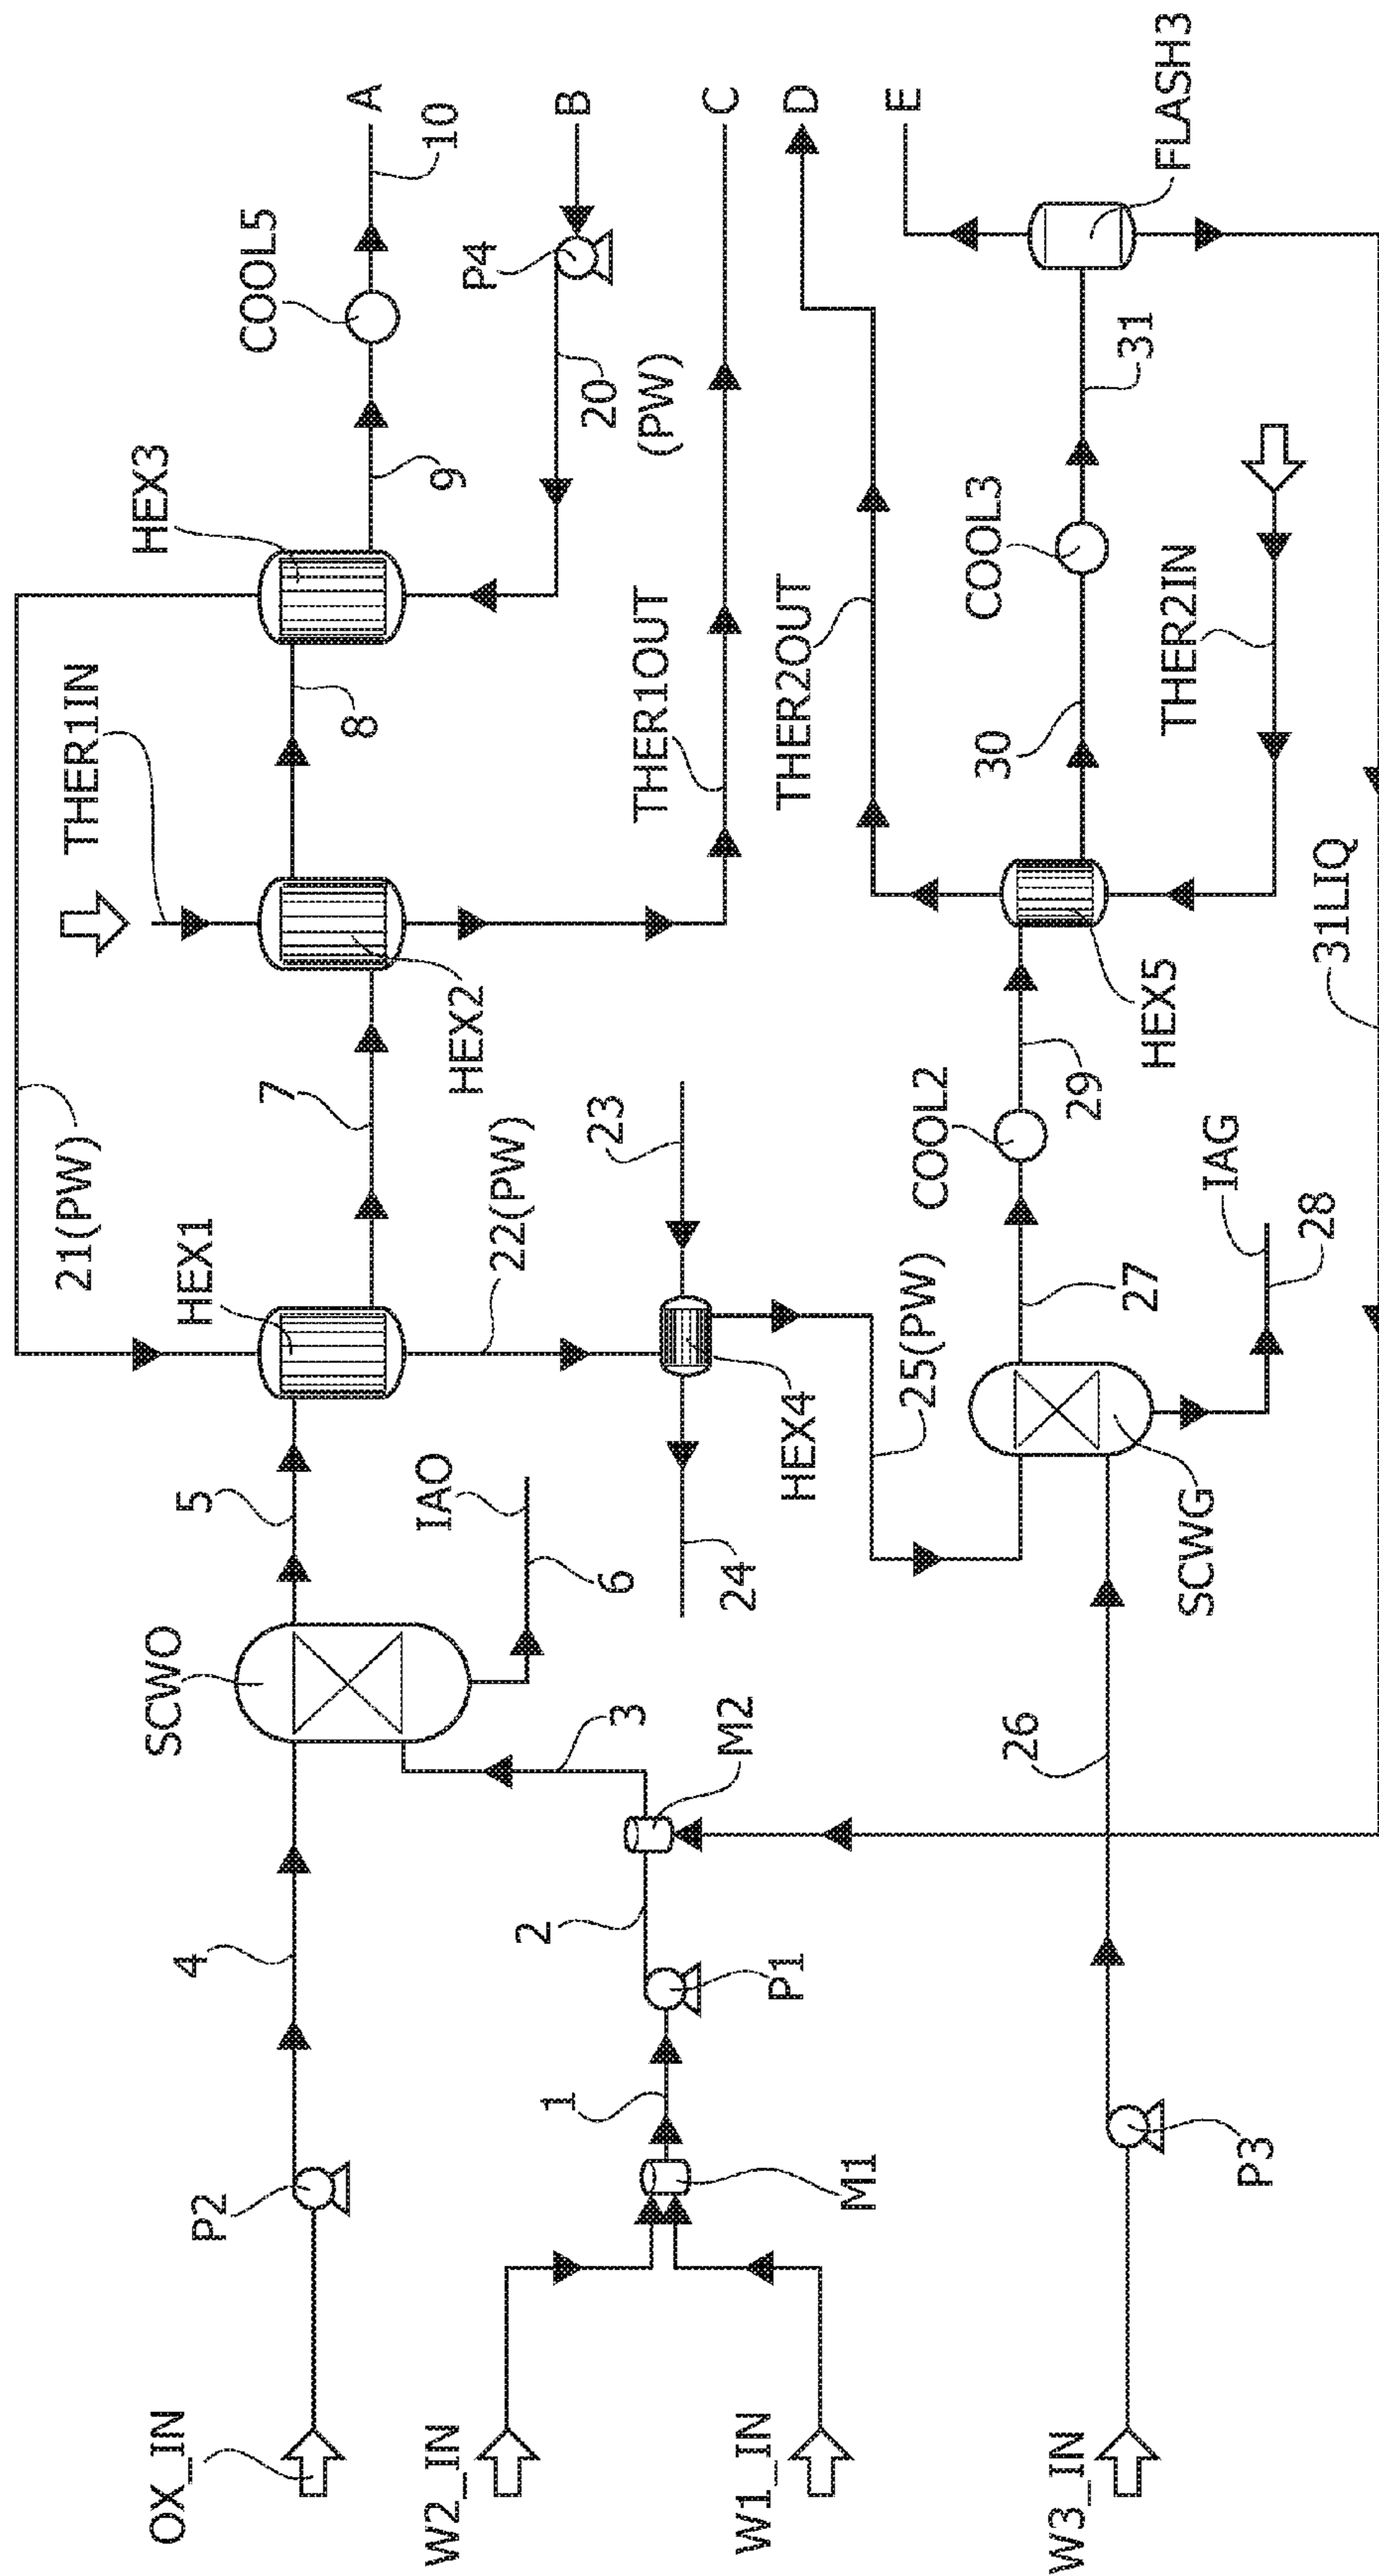 OX_IN
P2
4
SCWO
5
HEX1
21(PW)
7
THER1IN
HEX2
8
HEX3
9
COOL5
10
A
W2_IN
W1_IN
M1
1
P1
2
M2
3
6
IAO
22(PW)
23
24
HEX4
THER1OUT
20
(PW)
P4
B
C
W3_IN
P3
26
SCWG
25(PW)
27
IAG
28
COOL2
29
HEX5
THER2OUT
30
COOL3
THER2IN
31
31LIQ
D
E
FLASH3